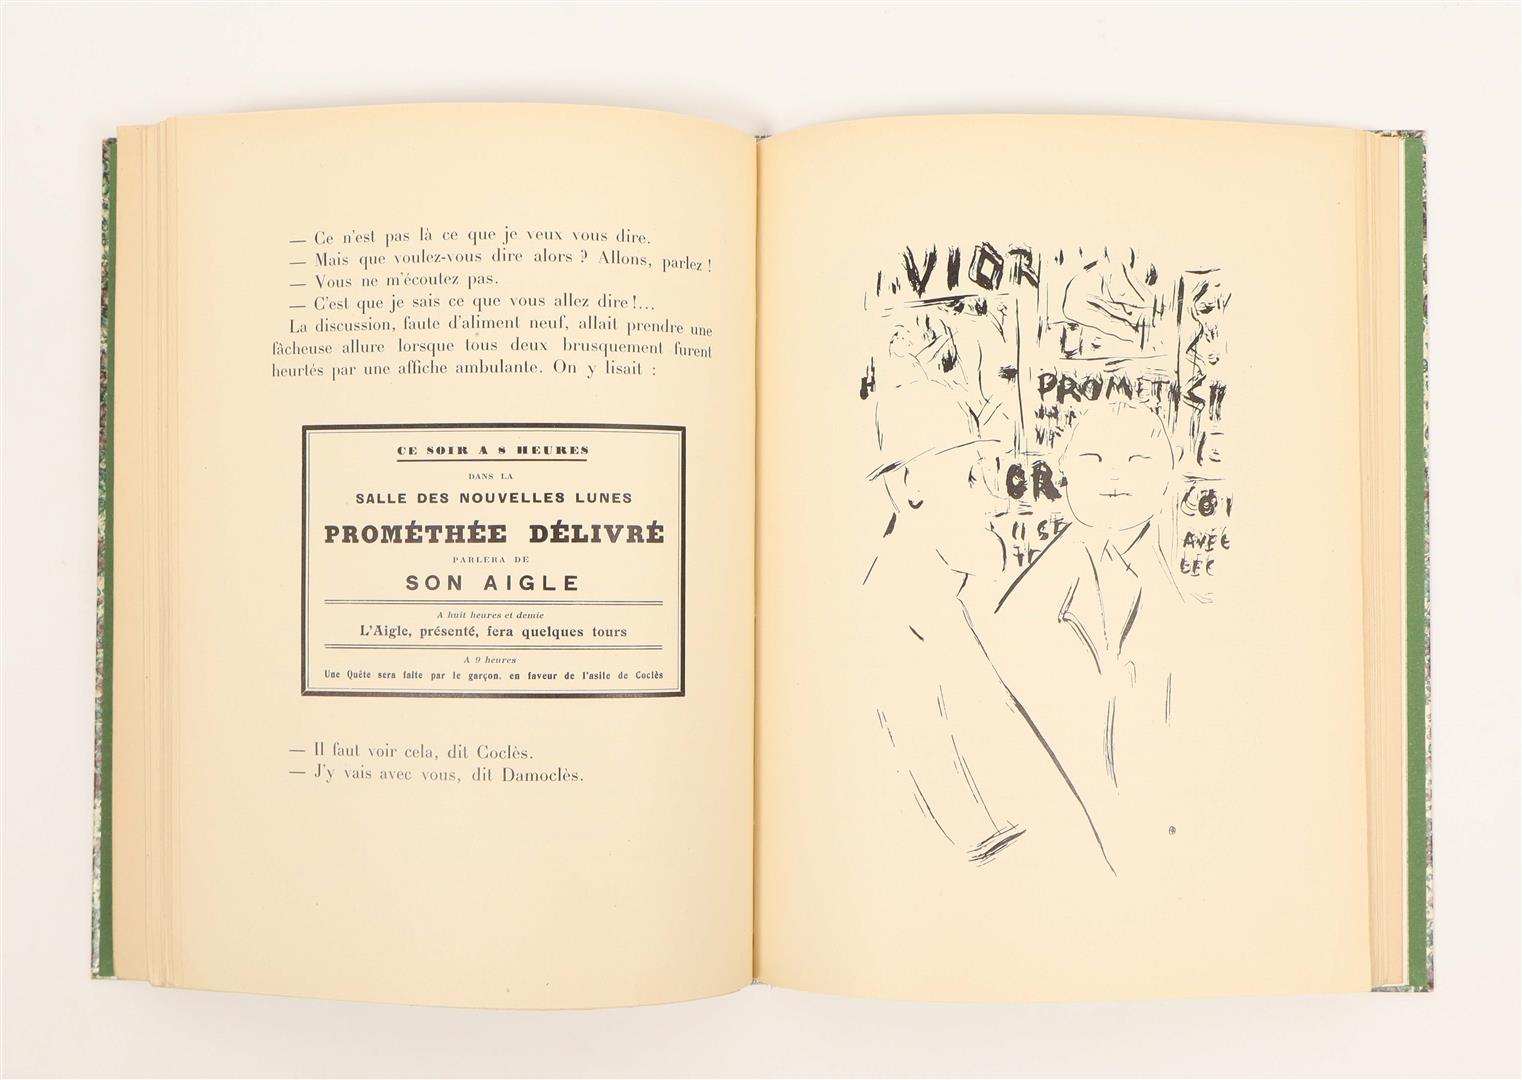 — Ce n'est pas là ce que je veux vous dire.
— Mais que voulez-vous dire alors ? Allons, parlez !
— Vous ne m'écoutez pas.
— C'est que je sais ce que vous allez dire !...
La discussion, faute d'aliment neuf, allait prendre une
fâcheuse allure lorsque tous deux brusquement furent
heurtés par une affiche ambulante. On y lisait :
CE SOIR A 8 HEURES
DANS LA
SALLE DES NOUVELLES LUNES
PROMÉTHÉE DÉLIVRÉ
PARLERA DE
SON AIGLE
A huit heures et demie
L'Aigle, présenté, fera quelques tours
A 9 heures
Une Quête sera faite par le garçon, en faveur de l'asile de Coclès
— Il faut voir cela, dit Coclès.
— J'y vais avec vous, dit Damoclès.
VIOR
PROMET
CR
AVEC